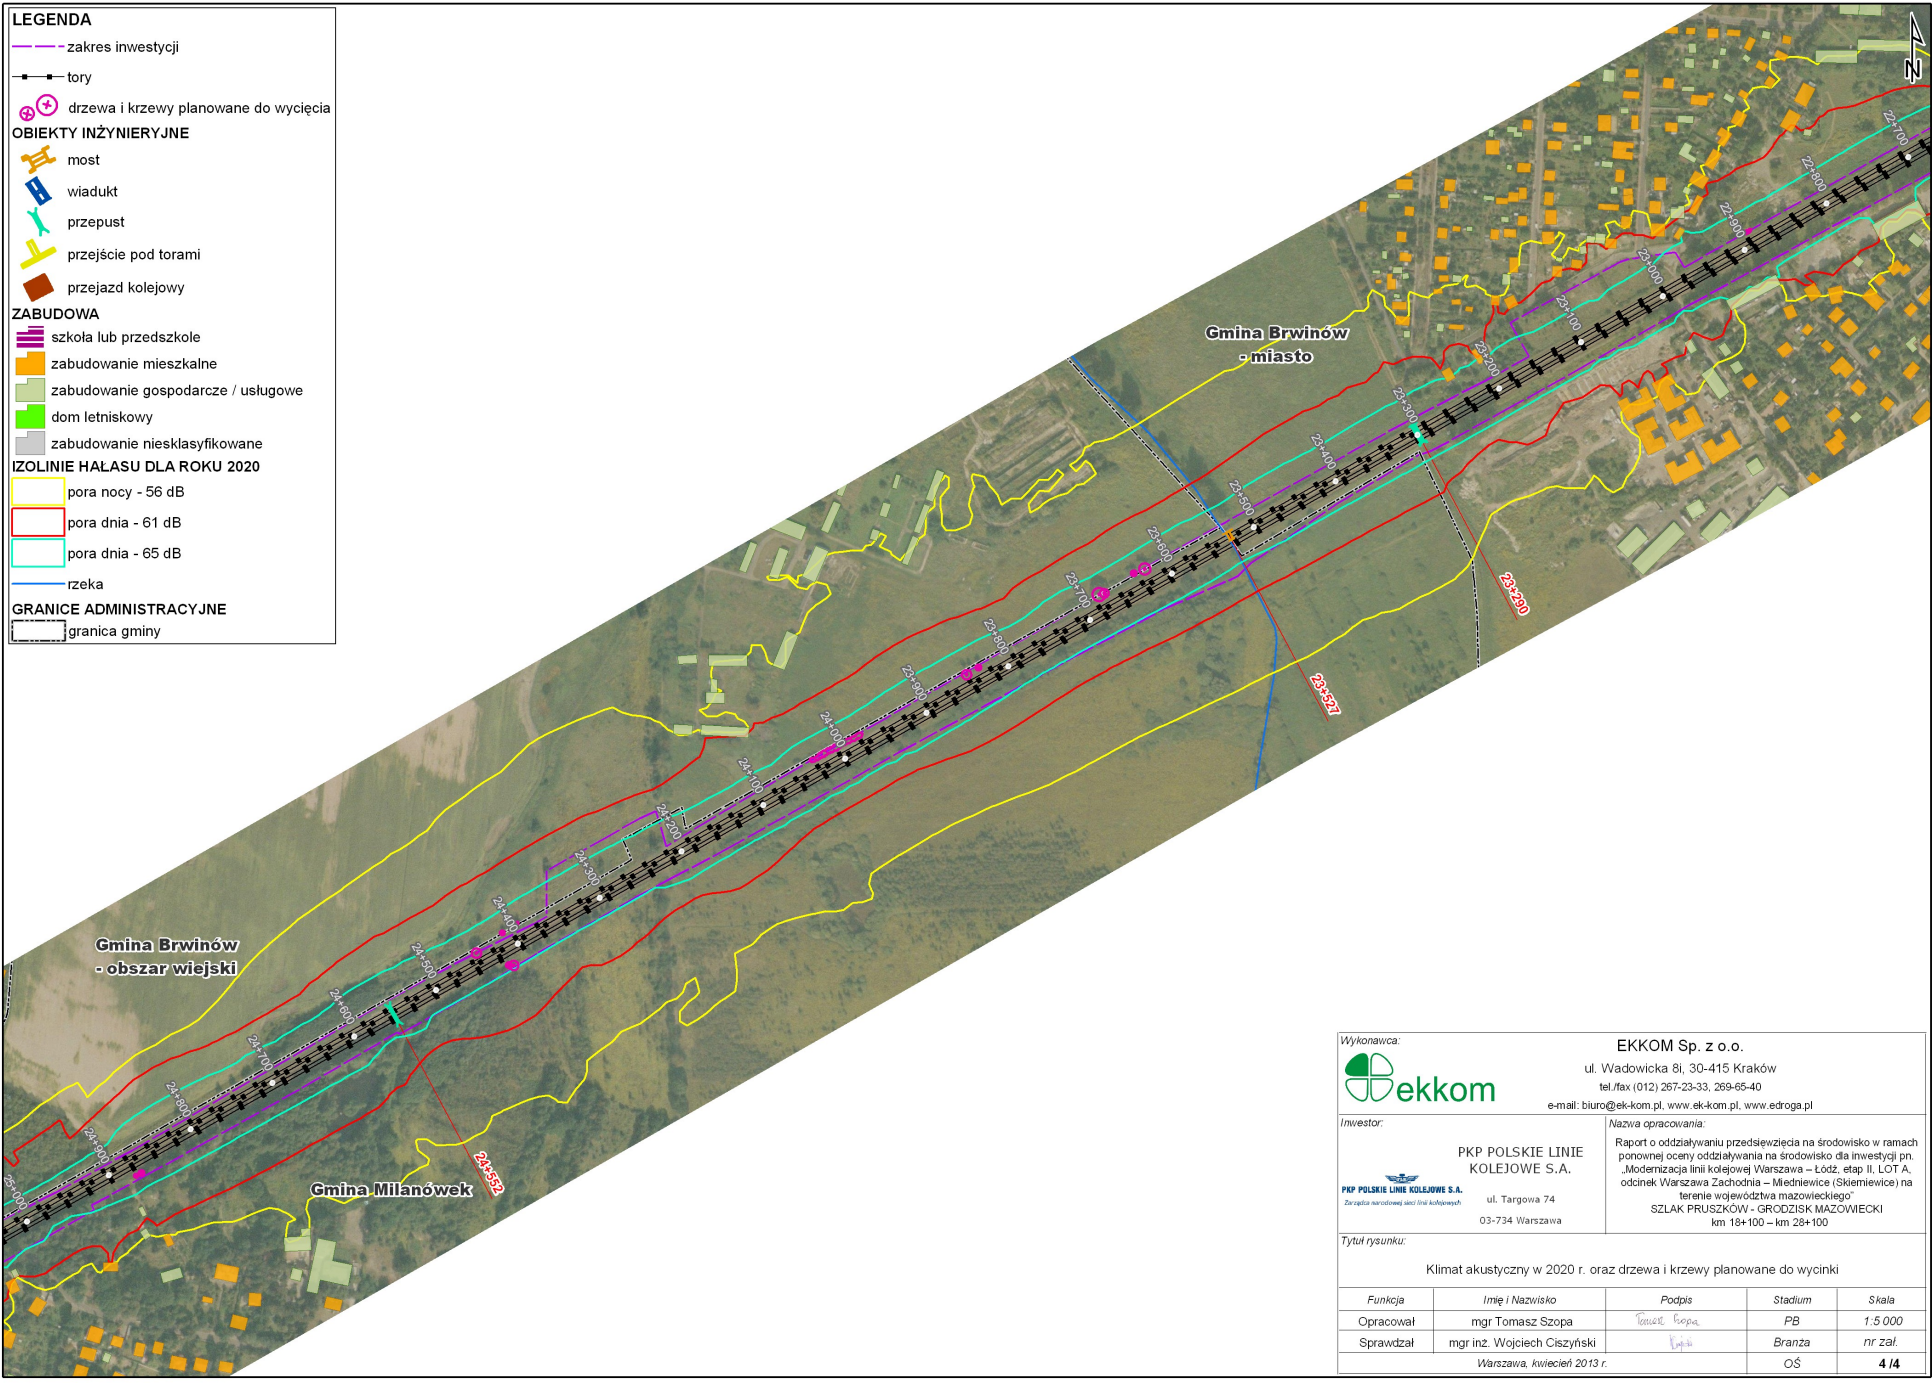 LEGENDA
zakres inwestycji
tory
drzewa i krzewy planowane do wycięcia
OBIEKTY INŻYNIERYJNE
most
wiadukt
przepust
przejście pod torami
przejazd kolejowy
ZABUDOWA
szkoła lub przedszkole
zabudowanie mieszkalne
zabudowanie gospodarcze / usługowe
dom letniskowy
zabudowanie niesklasyfikowane
IZOLINIE HAŁASU DLA ROKU 2020
pora nocy - 56 dB
pora dnia - 61 dB
pora dnia - 65 dB
rzeka
GRANICE ADMINISTRACYJNE
granica gminy
N
22+700
22+800
22+900
23+000
23+100
23+200
23+300
23+400
23+500
23+600
23+700
23+800
23+900
24+000
24+100
24+200
24+300
24+400
24+500
24+600
24+700
24+800
24+900
25+000
Gmina Brwinów
- miasto
23+290
23+527
24+552
Gmina Brwinów
- obszar wiejski
Gmina Milanówek
Wykonawca:
ekkom
EKKOM Sp. z o.o.
ul. Wadowicka 8i, 30-415 Kraków
tel./fax (012) 267-23-33, 269-65-40
e-mail: biuro@ek-kom.pl, www.ek-kom.pl, www.edroga.pl
Inwestor:
PKP POLSKIE LINIE KOLEJOWE S.A.
Zarządca narodowej sieci linii kolejowych
PKP POLSKIE LINIE
KOLEJOWE S.A.
ul. Targowa 74
03-734 Warszawa
Nazwa opracowania:
Raport o oddziaływaniu przedsięwzięcia na środowisko w ramach
ponownej oceny oddziaływania na środowisko dla inwestycji pn.
„Modernizacja linii kolejowej Warszawa – Łódź, etap II, LOT A,
odcinek Warszawa Zachodnia – Miedniewice (Skierniewice) na
terenie województwa mazowieckiego”
SZLAK PRUSZKÓW - GRODZISK MAZOWIECKI
km 18+100 – km 28+100
Tytuł rysunku:
Klimat akustyczny w 2020 r. oraz drzewa i krzewy planowane do wycinki
Funkcja Imię i Nazwisko Podpis Stadium Skala
Opracował mgr Tomasz Szopa Tomasz Szopa PB 1:5 000
Sprawdzał mgr inż. Wojciech Ciszyński Branża nr zał.
Warszawa, kwiecień 2013 r. OŚ 4 /4